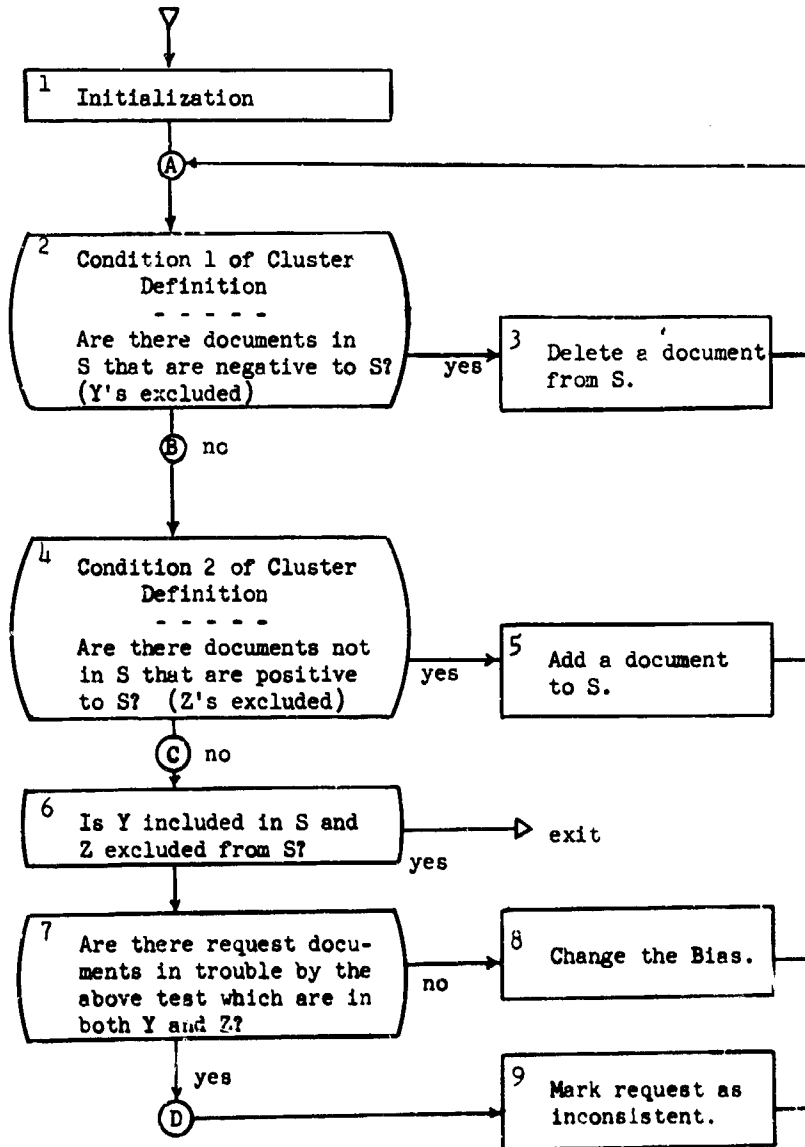 1
Initialization
A
2
Condition 1 of Cluster
Definition
- - - - -
Are there documents in
S that are negative to S?
(Y's excluded)
yes
3
Delete a document
from S.
B no
4
Condition 2 of Cluster
Definition
- - - - -
Are there documents not
in S that are positive
to S? (Z's excluded)
yes
5
Add a document
to S.
C no
6
Is Y included in S and
Z excluded from S?
yes
exit
7
Are there request docu-
ments in trouble by the
above test which are in
both Y and Z?
no
8
Change the Bias.
yes
D
9
Mark request as
inconsistent.